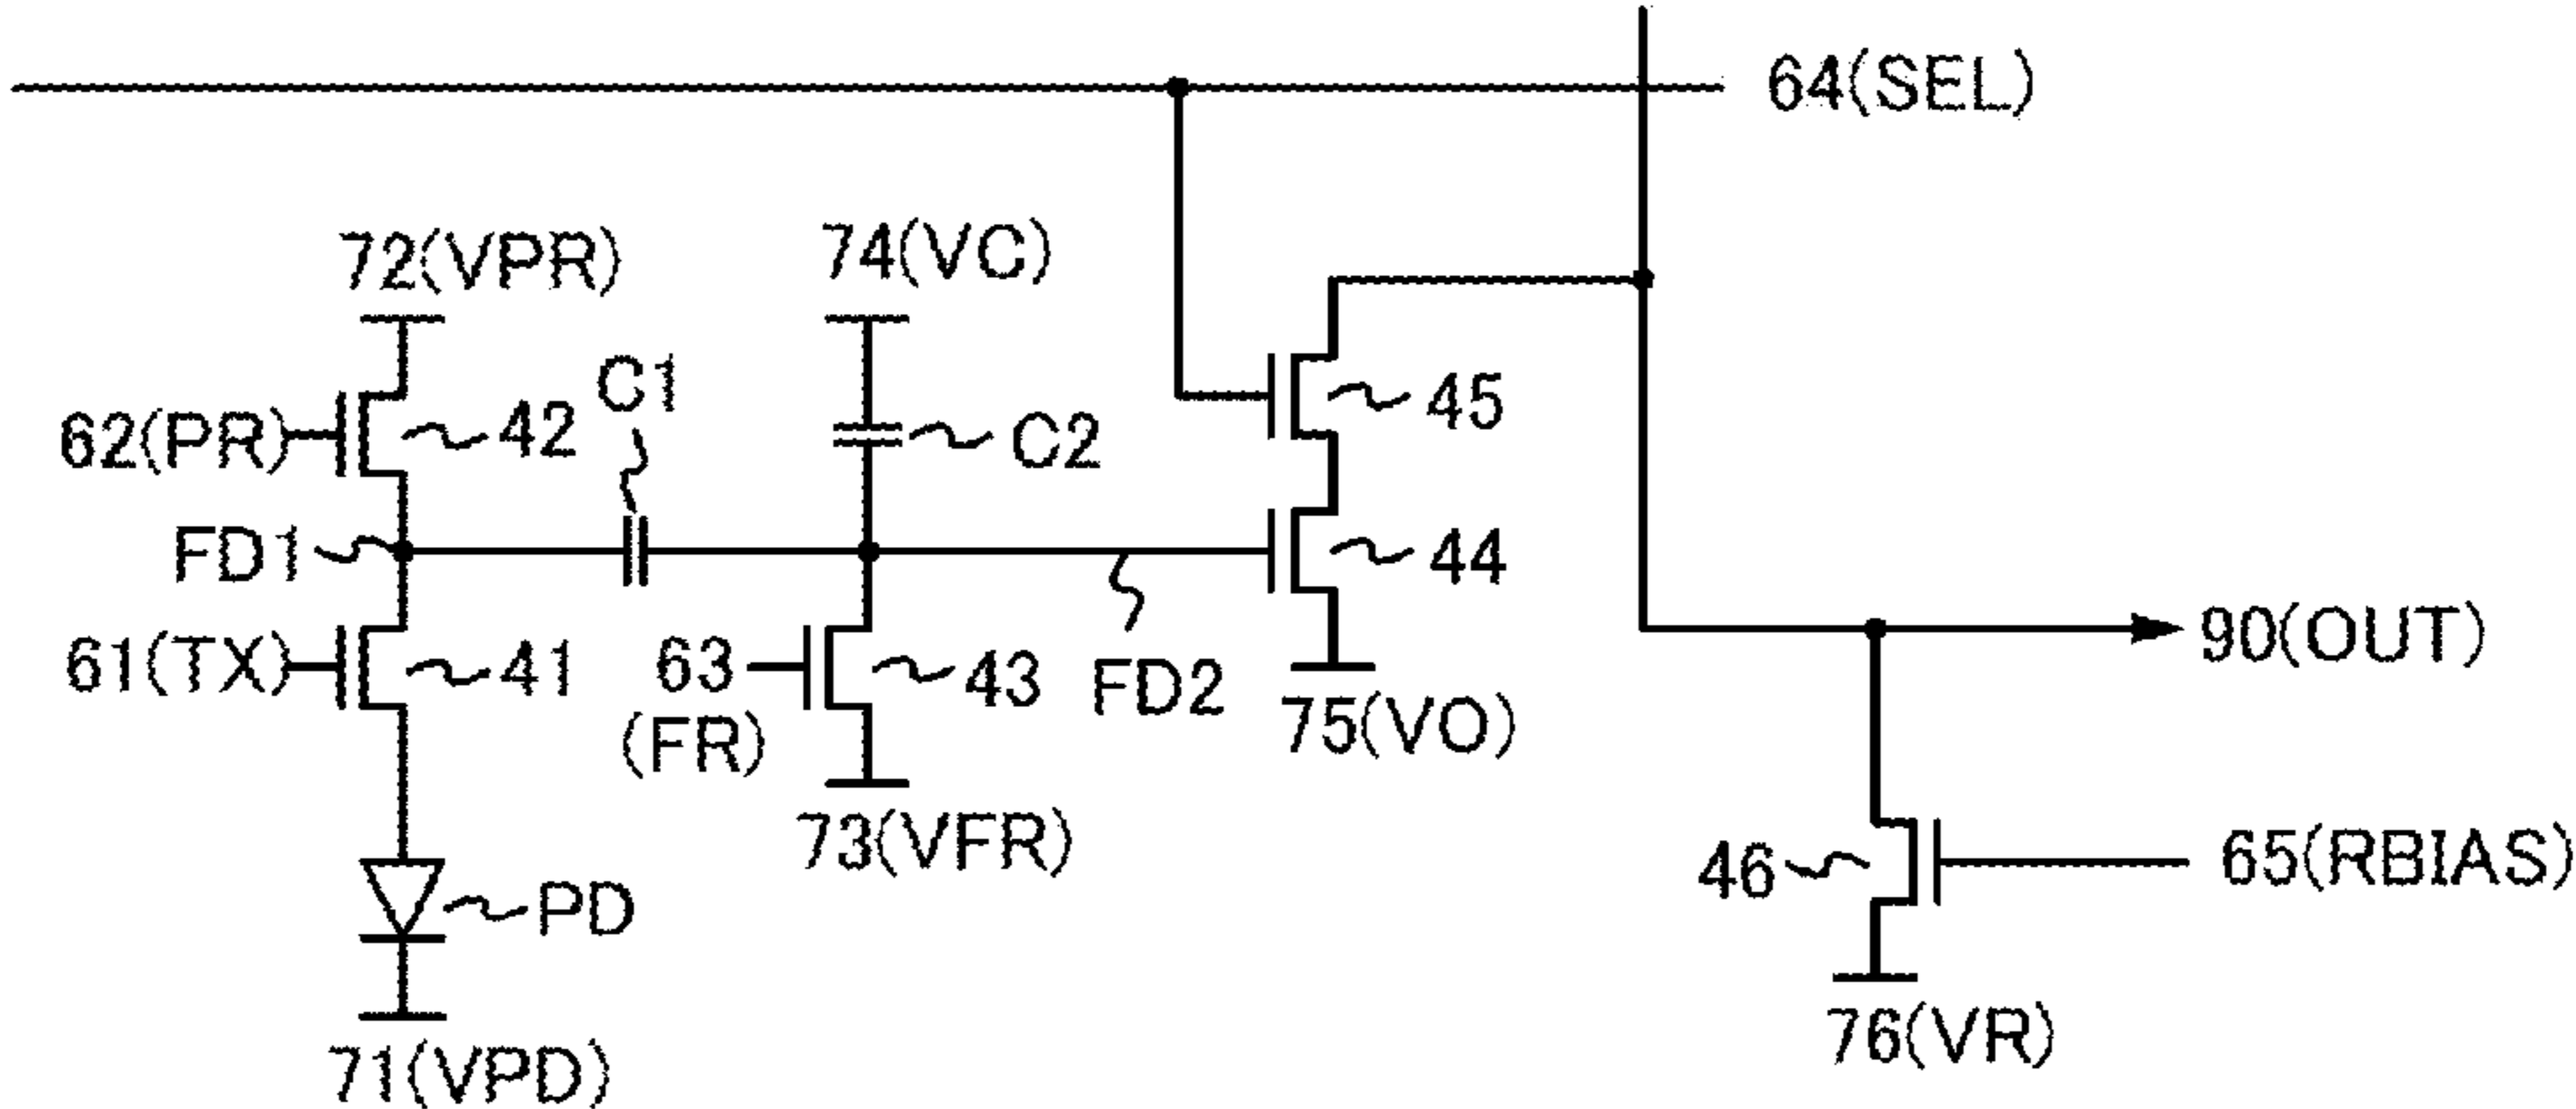 64(SEL)
72(VPR)
74(VC)
C1
45
62(PR)
42
C2
FD1
44
61(TX)
41
63
(FR)
43
FD2
90(OUT)
75(VO)
73(VFR)
46
65(RBIAS)
PD
76(VR)
71(VPD)